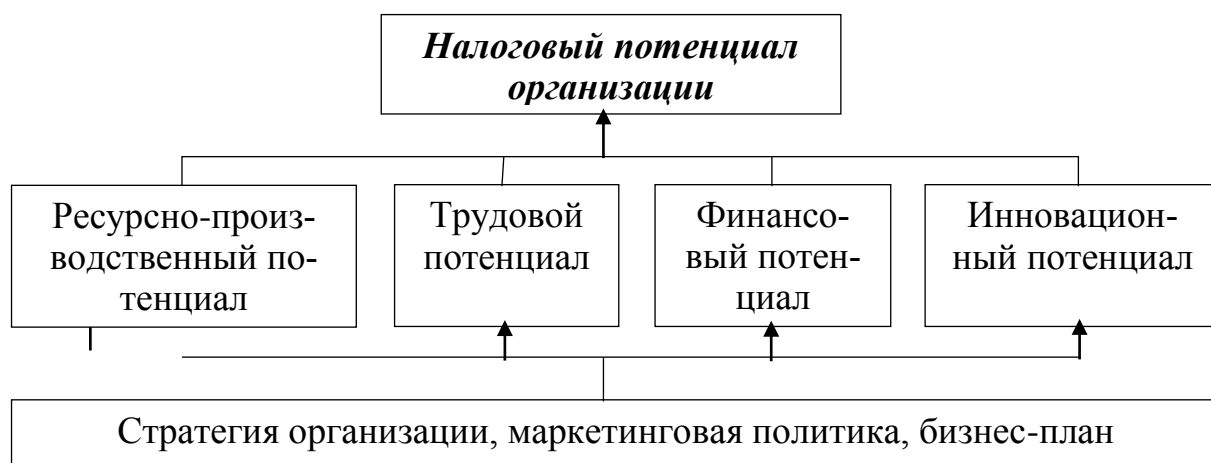 Налоговый потенциал
организации
Ресурсно-произ-
водственный по-
тенциал
Трудовой
потенциал
Финансо-
вый потен-
циал
Инновацион-
ный потенциал
Стратегия организации, маркетинговая политика, бизнес-план